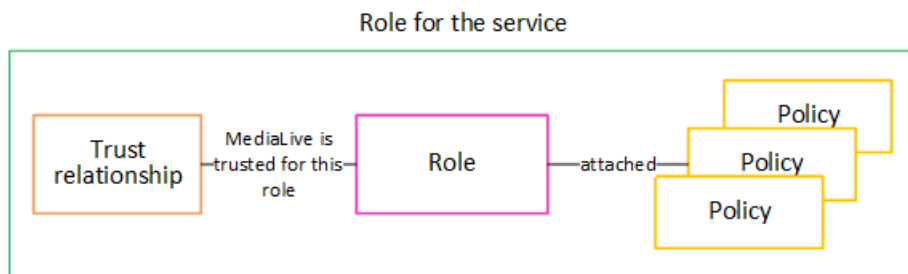 Role for the service
Trust
relationship
MediaLive is
trusted for this
role
Role
attached
Policy
Policy
Policy